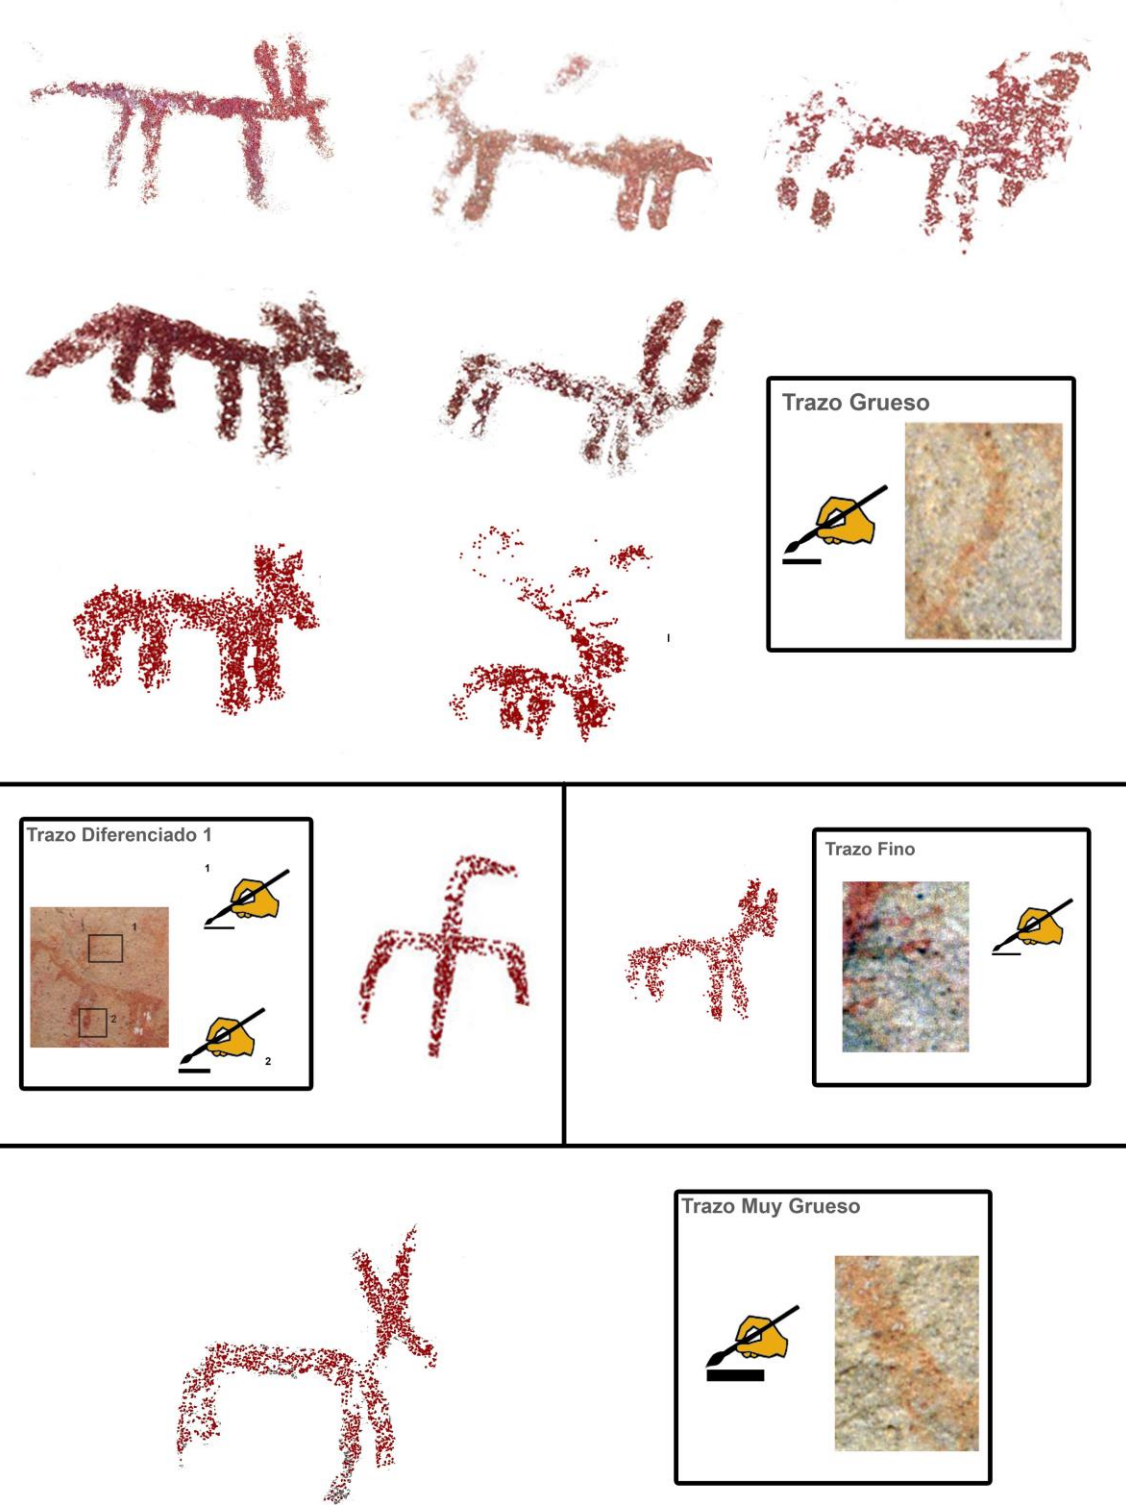 Trazo Grueso
Trazo Diferenciado 1
1
1
2
2
Trazo Fino
Trazo Muy Grueso